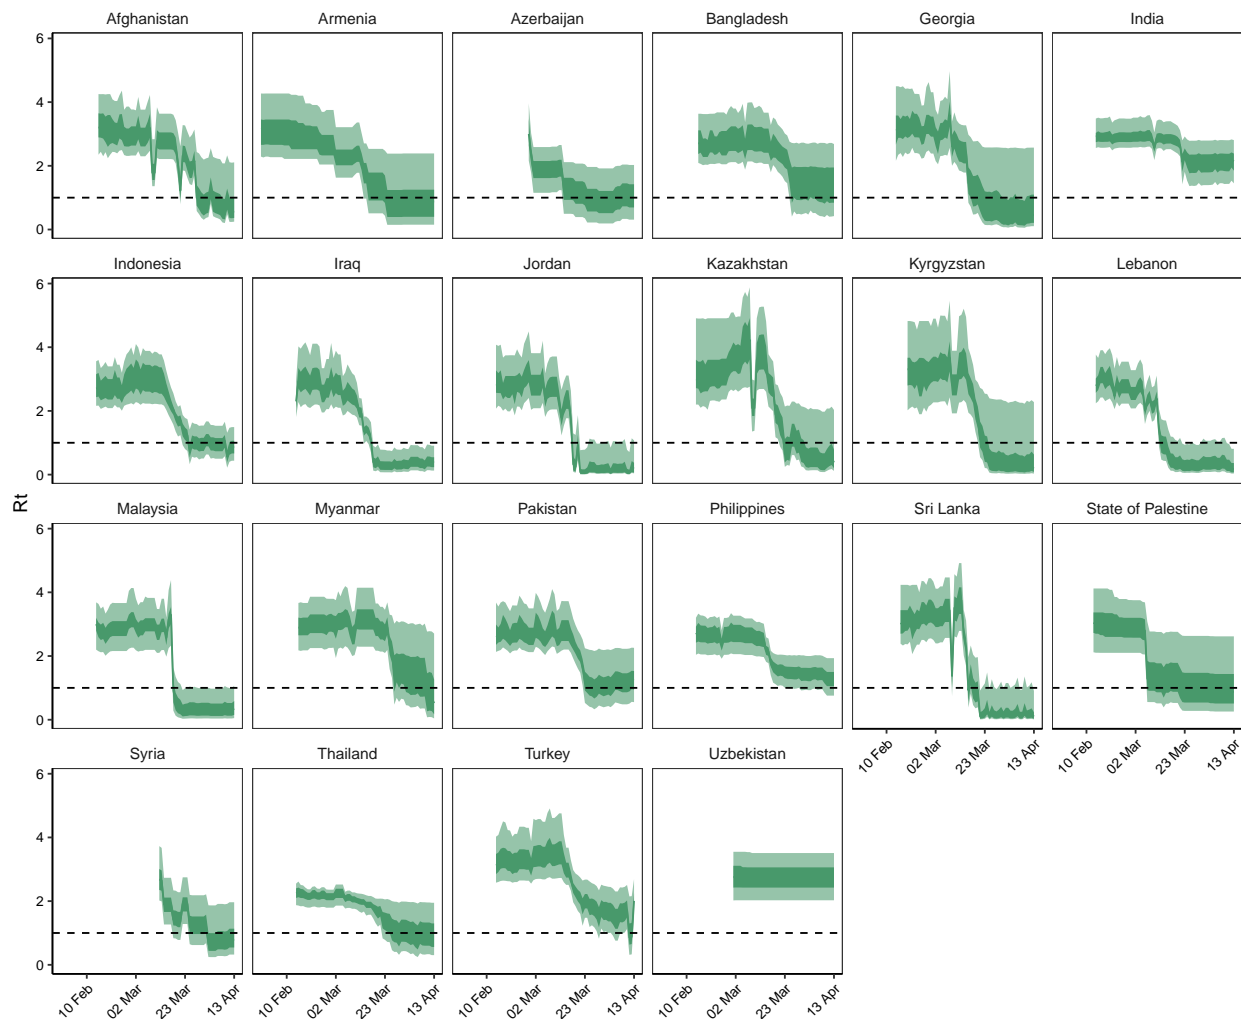 Afghanistan Armenia Azerbaijan Bangladesh Georgia India
6
4
2
0
Indonesia Iraq Jordan Kazakhstan Kyrgyzstan Lebanon
6
4
2
0
Rt
Malaysia Myanmar Pakistan Philippines Sri Lanka State of Palestine
6
4
2
0
10 Feb 02 Mar 23 Mar 13 Apr 10 Feb 02 Mar 23 Mar 13 Apr
Syria Thailand Turkey Uzbekistan
6
4
2
0
10 Feb 02 Mar 23 Mar 13 Apr 10 Feb 02 Mar 23 Mar 13 Apr 10 Feb 02 Mar 23 Mar 13 Apr 10 Feb 02 Mar 23 Mar 13 Apr